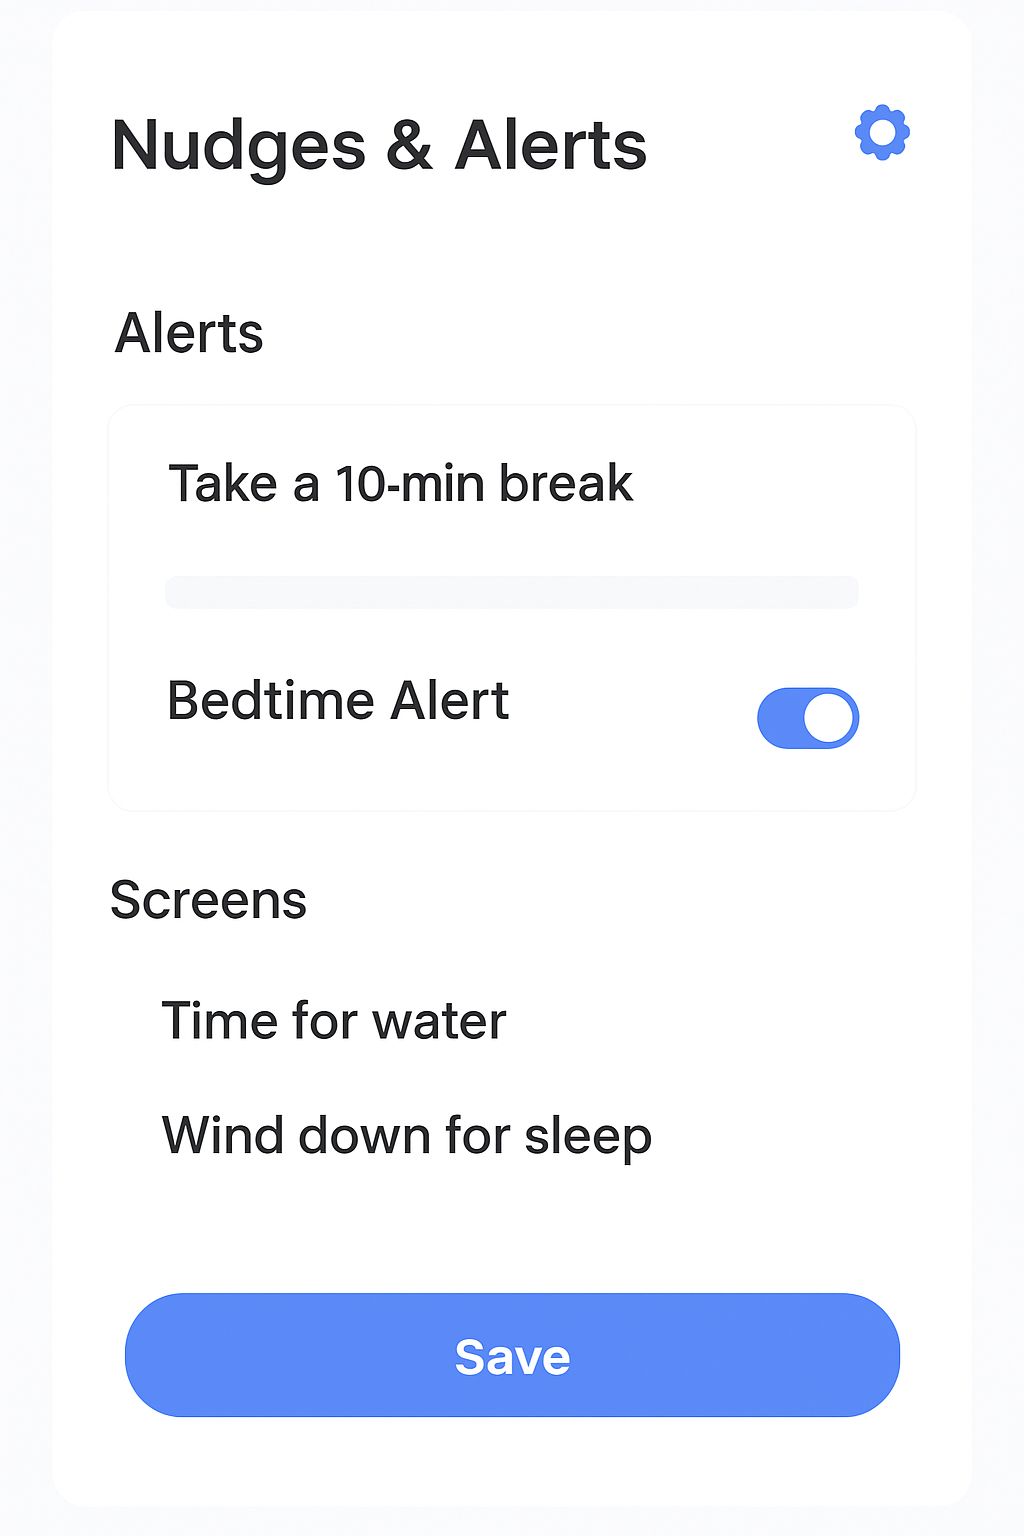 Nudges & Alerts
Alerts
Take a 10-min break
Bedtime Alert
Screens
Time for water
Wind down for sleep
Save